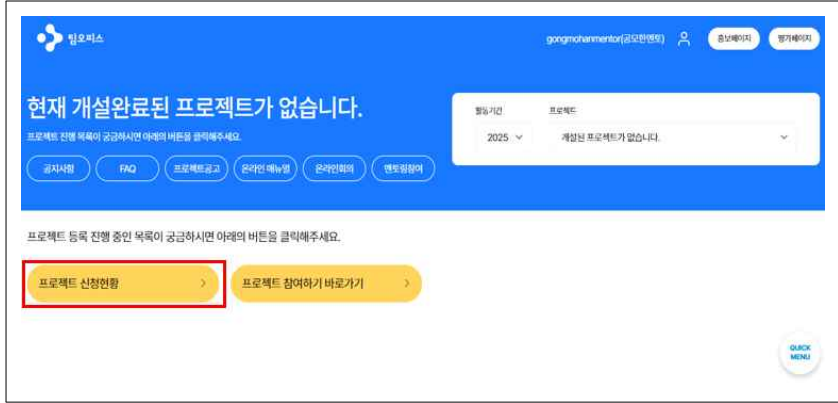 팀오피스
gongmohanmentor(공모한멘토)
홍보페이지
평가페이지
현재 개설완료된 프로젝트가 없습니다.
프로젝트 진행 목록이 궁금하시면 아래의 버튼을 클릭해주세요.
공지사항
FAQ
프로젝트공고
온라인 매뉴얼
온라인회의
멘토링참여
활동기간
프로젝트
2025
개설된 프로젝트가 없습니다.
프로젝트 등록 진행 중인 목록이 궁금하시면 아래의 버튼을 클릭해주세요.
프로젝트 신청현황
프로젝트 참여하기 바로가기
QUICK
MENU